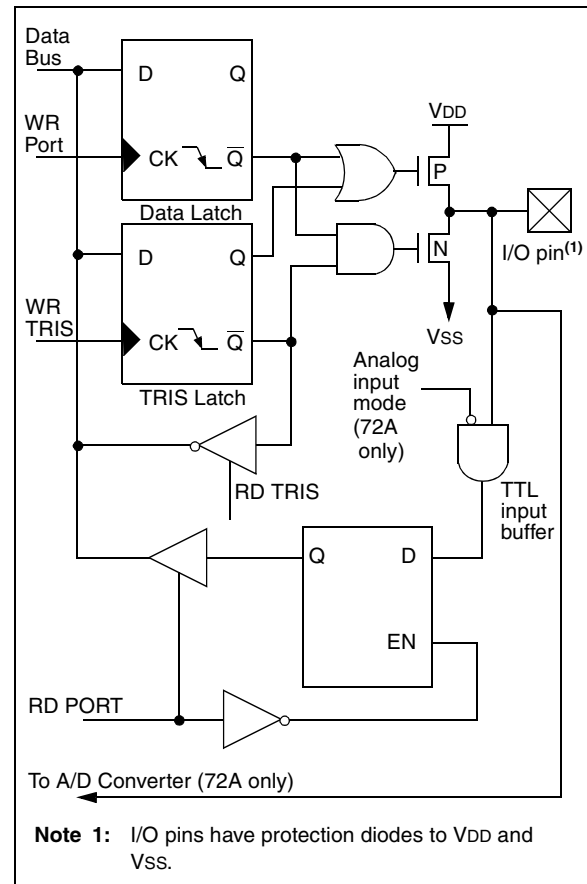 Data
Bus
D Q
WR
Port
CK Q
Data Latch
VDD
P
N
I/O pin(1)
VSS
D Q
WR
TRIS
CK Q
TRIS Latch
Analog
input
mode
(72A
only)
TTL
input
buffer
RD TRIS
Q D
EN
RD PORT
To A/D Converter (72A only)
Note 1: I/O pins have protection diodes to VDD and
VSS.